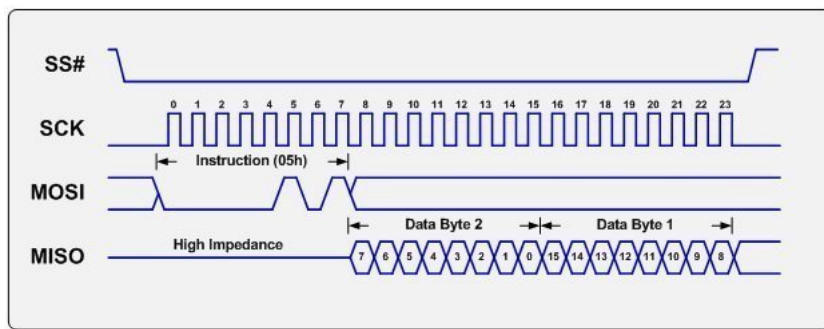 SS#
0 1 2 3 4 5 6 7 8 9 10 11 12 13 14 15 16 17 18 19 20 21 22 23
SCK
Instruction (05h)
MOSI
Data Byte 2 Data Byte 1
High Impedance
MISO
7 6 5 4 3 2 1 0 15 14 13 12 11 10 9 8